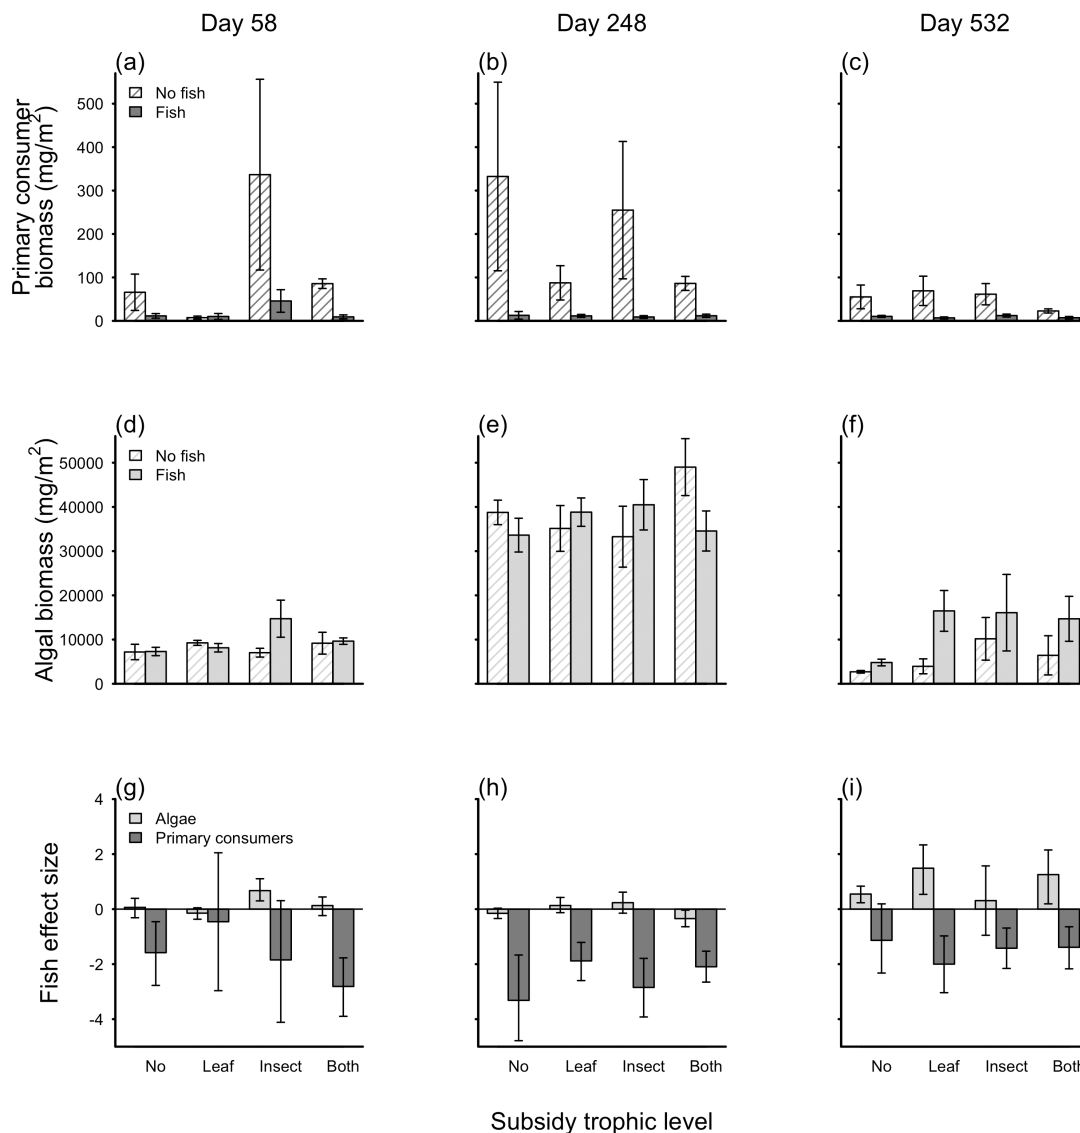 Day 58 Day 248 Day 532
(a) (b) (c)
No fish
Fish
Primary consumer
biomass (mg/m²)
500
400
300
200
100
0
(d) (e) (f)
No fish
Fish
Algal biomass (mg/m²)
50000
40000
30000
20000
10000
0
(g) (h) (i)
Algae
Primary consumers
Fish effect size
4
2
0
-2
-4
No Leaf Insect Both No Leaf Insect Both No Leaf Insect Both
Subsidy trophic level